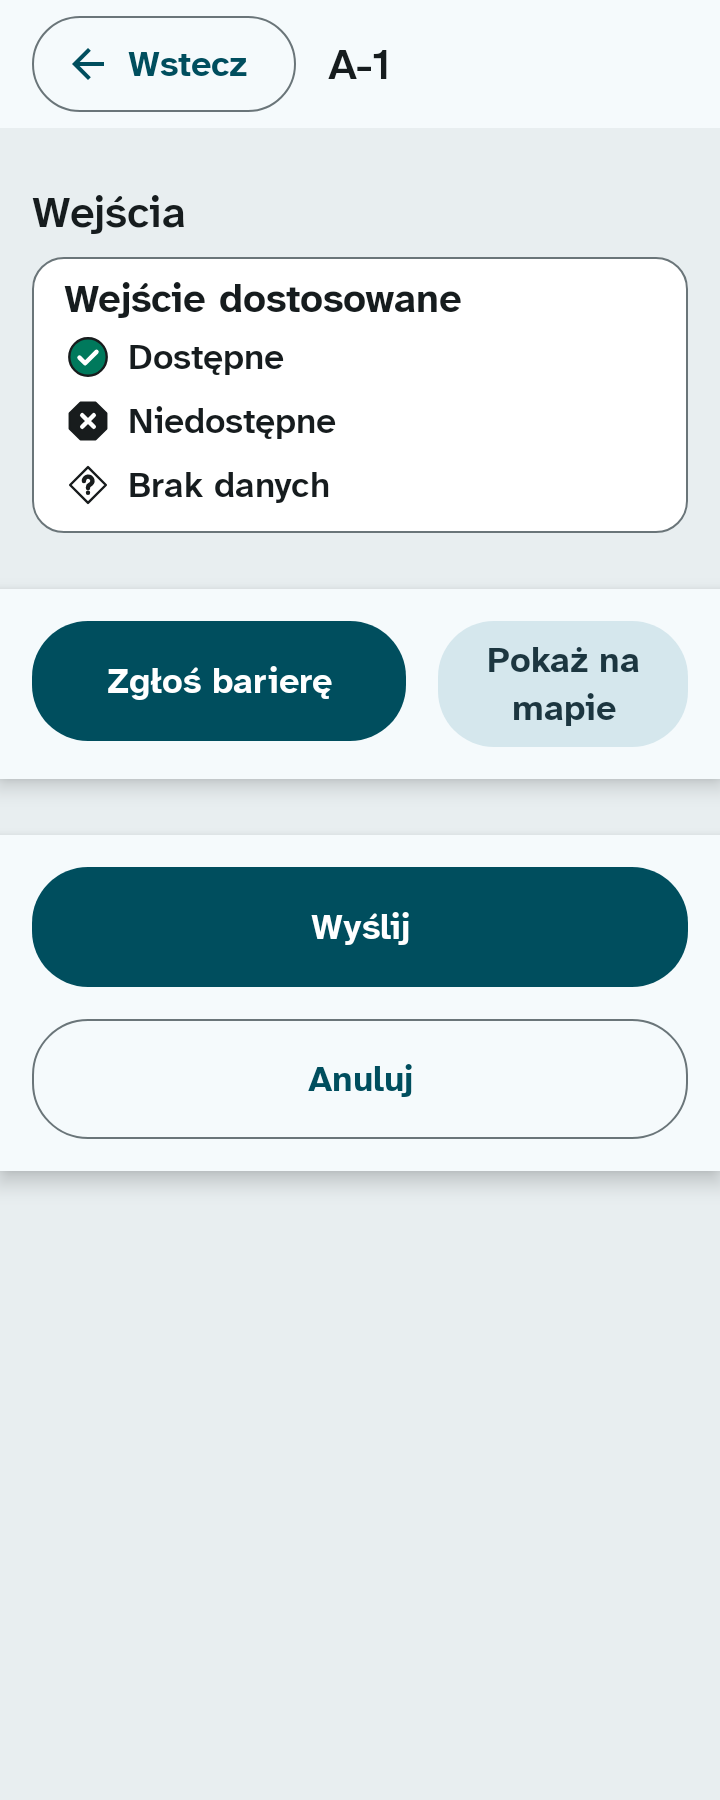 Wstecz
A-1
Wejścia
Wejście dostosowane
Dostępne
Niedostępne
Brak danych
Zgłoś barierę
Pokaż na
mapie
Wyślij
Anuluj